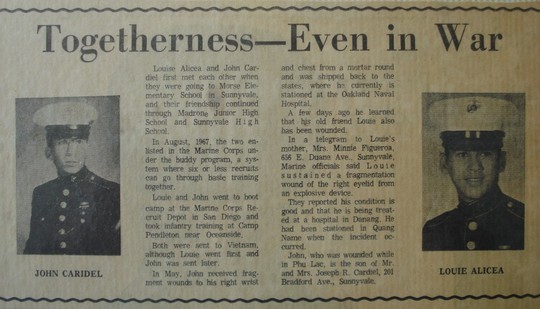 Togetherness—Even in War
Louise Alicea and John Car-
diel first met each other when
they were going to Morse Ele-
mentary School in Sunnyvale,
and their friendship continued
through Madrone Junior High
School and Sunnyvale High
School.
In August, 1967, the two en-
listed in the Marine Corps under
the buddy program, a sys-
tem where six or less recruits
can go through basic training
together.
Louie and John went to boot
camp at the Marine Corps Re-
cruit Depot in San Diego and
took infantry training at Camp
Pendleton near Oceanside.
Both were sent to Vietnam,
although Louie went first and
John was sent later.
In May, John received frag-
ment wounds to his right wrist
and chest from a mortar round
and was shipped back to the
states, where he currently is
stationed at the Oakland Naval
Hospital.
A few days ago he learned
that his old friend Louie also
has been wounded.
In a telegram to Louie's
mother, Mrs. Minnie Figueroa,
656 E. Duane Ave., Sunnyvale,
Marine officials said Louie
sustained a fragmentation
wound of the right eyelid from
an explosive device.
They reported his condition is
good and that he is being treat-
ed at a hospital in Danang. He
had been stationed in Quang
Name when the incident oc-
curred.
John, who was wounded while
in Phu Lac, is the son of Mr.
and Mrs. Joseph R. Cardiel, 201
Bradford Ave., Sunnyvale.
JOHN CARIDEL
LOUIE ALICEA